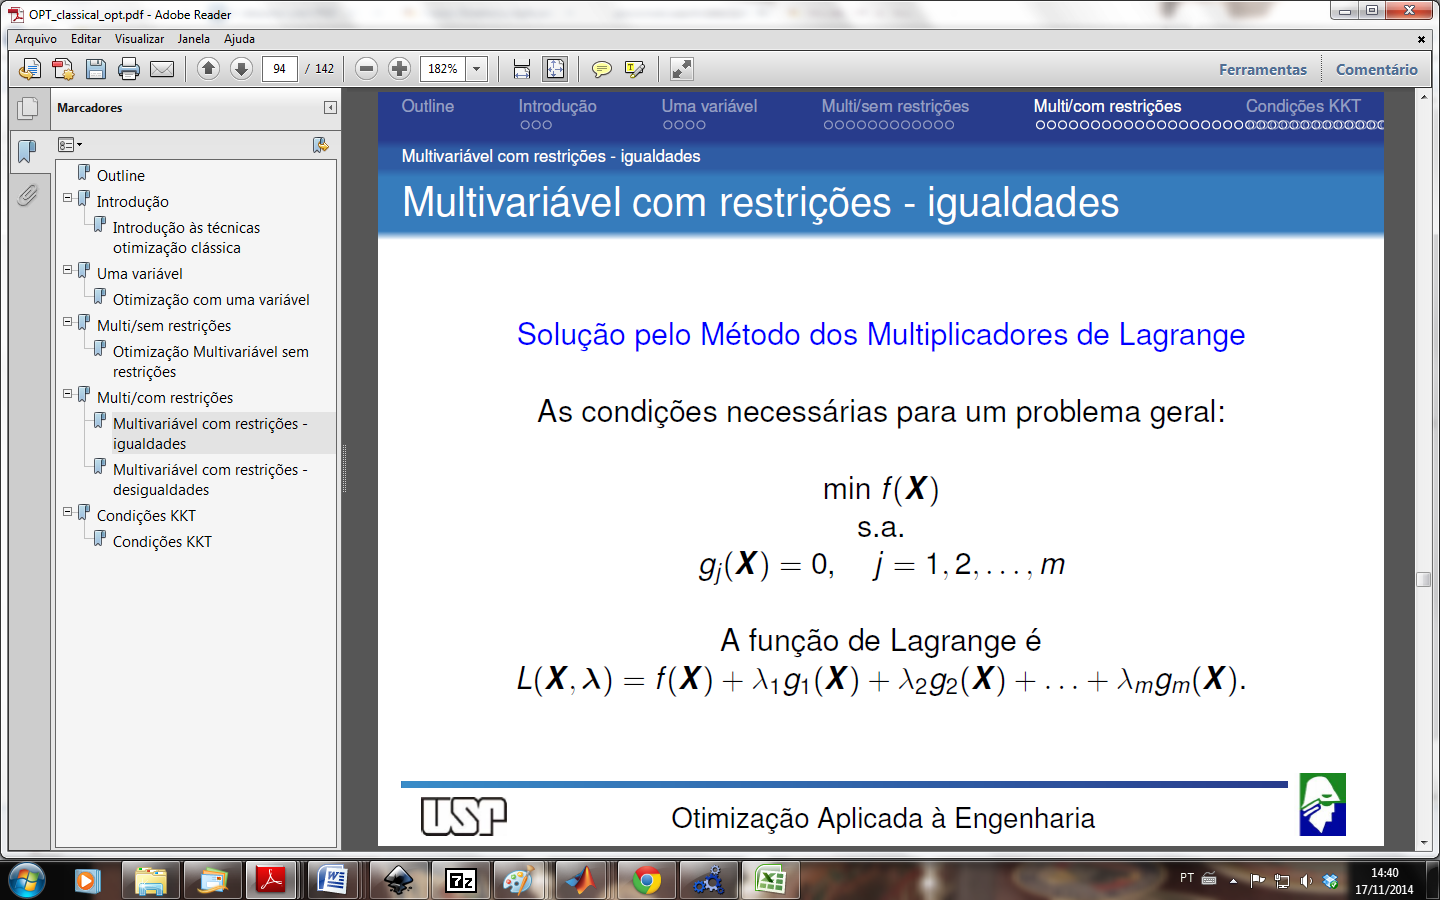 OPT_classical_opt.pdf - Adobe Reader
Arquivo Editar Visualizar Janela Ajuda
94 / 142 182% Ferramentas Comentário
Marcadores
Outline
Introdução
Introdução às técnicas
otimização clássica
Uma variável
Otimização com uma variável
Multi/sem restrições
Otimização Multivariável sem
restrições
Multi/com restrições
Multivariável com restrições -
igualdades
Multivariável com restrições -
desigualdades
Condições KKT
Condições KKT
Outline Introdução Uma variável Multi/sem restrições Multi/com restrições Condições KKT
Multivariável com restrições - igualdades
Multivariável com restrições - igualdades
Solução pelo Método dos Multiplicadores de Lagrange
As condições necessárias para um problema geral:
min f(X)
s.a.
g_j(X) = 0, j = 1, 2, . . . , m
A função de Lagrange é
L(X, λ) = f(X) + λ₁g₁(X) + λ₂g₂(X) + . . . + λₘgₘ(X).
USP
Otimização Aplicada à Engenharia
7z
PT
14:40
17/11/2014